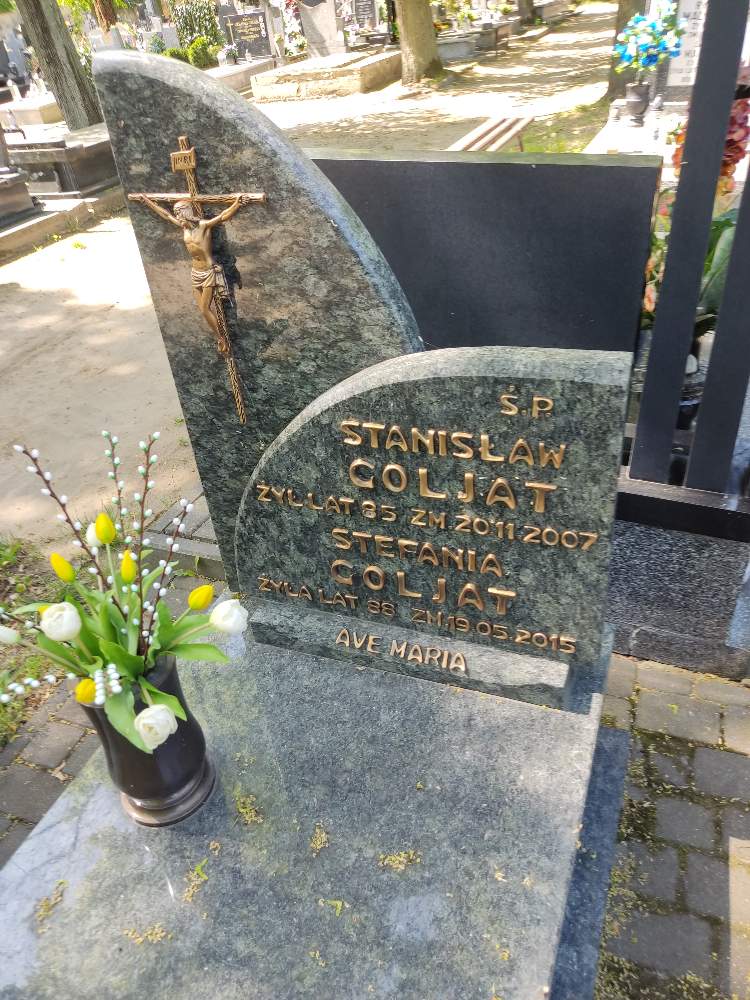 INRI
Ś.P.
STANISŁAW
GOLJAT
ŻYŁ LAT 85 ZM. 20.11.2007
STEFANIA
GOLJAT
ŻYŁA LAT 88 ZM.19.05.2015
AVE MARIA